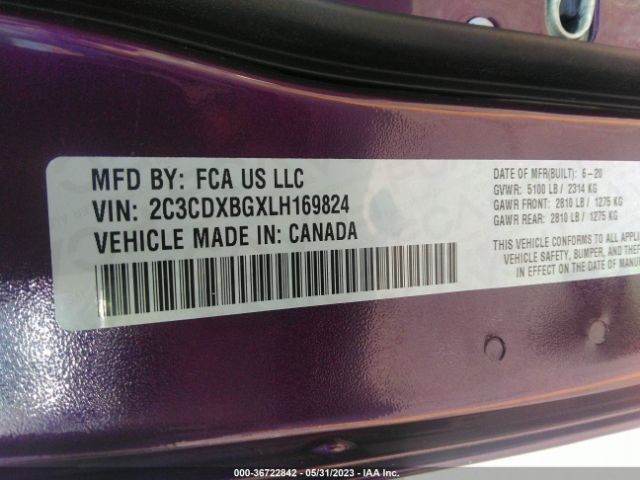 MFD BY: FCA US LLC
VIN: 2C3CDXBGXLH169824
VEHICLE MADE IN: CANADA
DATE OF MFR(BUILT): 6-20
GVWR: 5100 LB / 2314 KG
GAWR FRONT: 2810 LB / 1275 KG
GAWR REAR: 2810 LB / 1275 KG
THIS VEHICLE CONFORMS TO ALL APPL
VEHICLE SAFETY, BUMPER, AND THEF
IN EFFECT ON THE DATE OF MANU
000-36722842 - 05/31/2023 - IAA Inc.